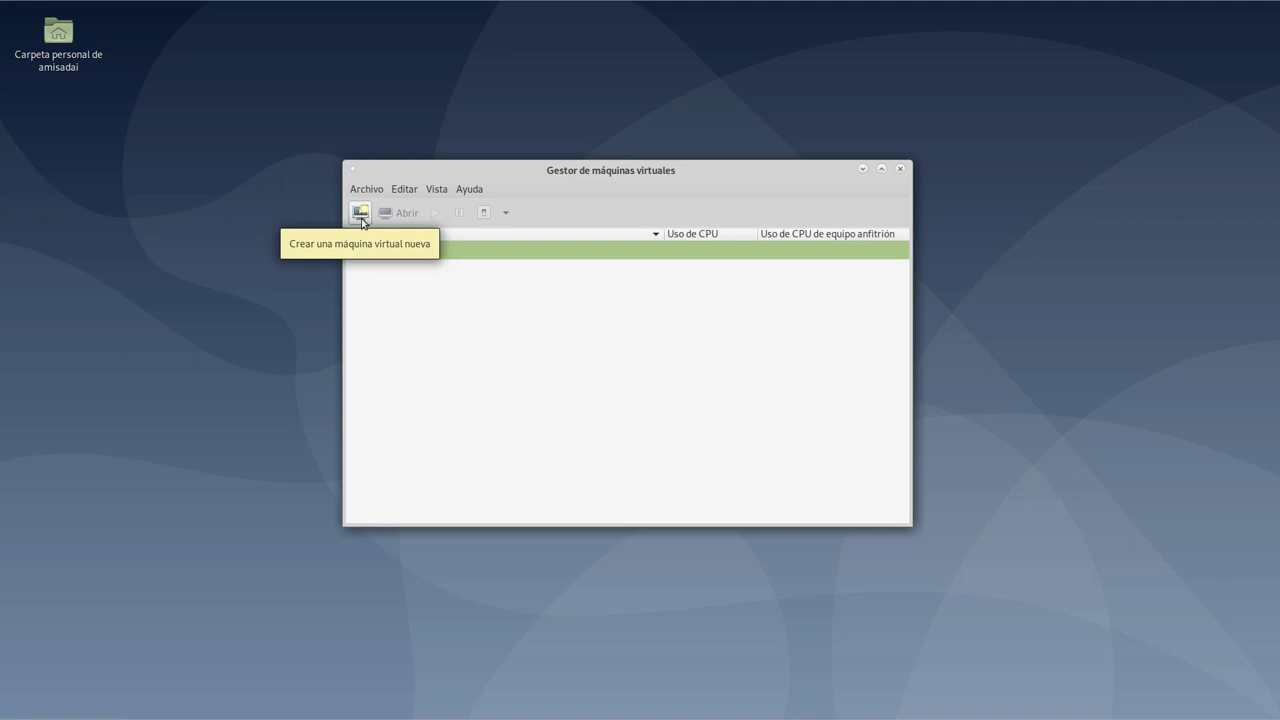 Carpeta personal de
amisadai
Gestor de máquinas virtuales
Archivo Editar Vista Ayuda
Abrir
Uso de CPU Uso de CPU de equipo anfitrión
Crear una máquina virtual nueva